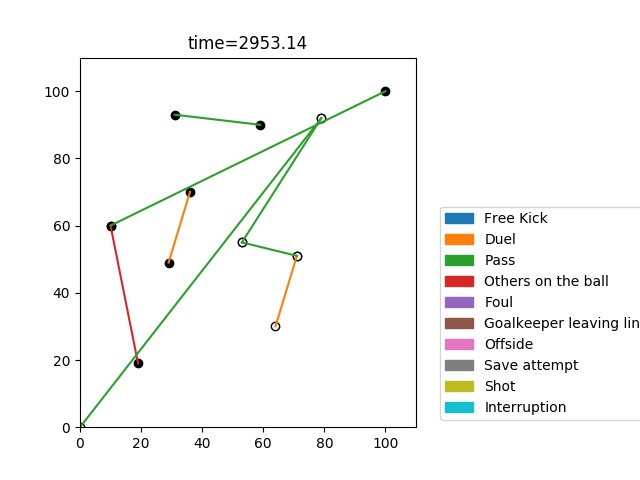 time=2953.14
100
80
60
40
20
0
0 20 40 60 80 100
Free Kick
Duel
Pass
Others on the ball
Foul
Goalkeeper leaving lin
Offside
Save attempt
Shot
Interruption